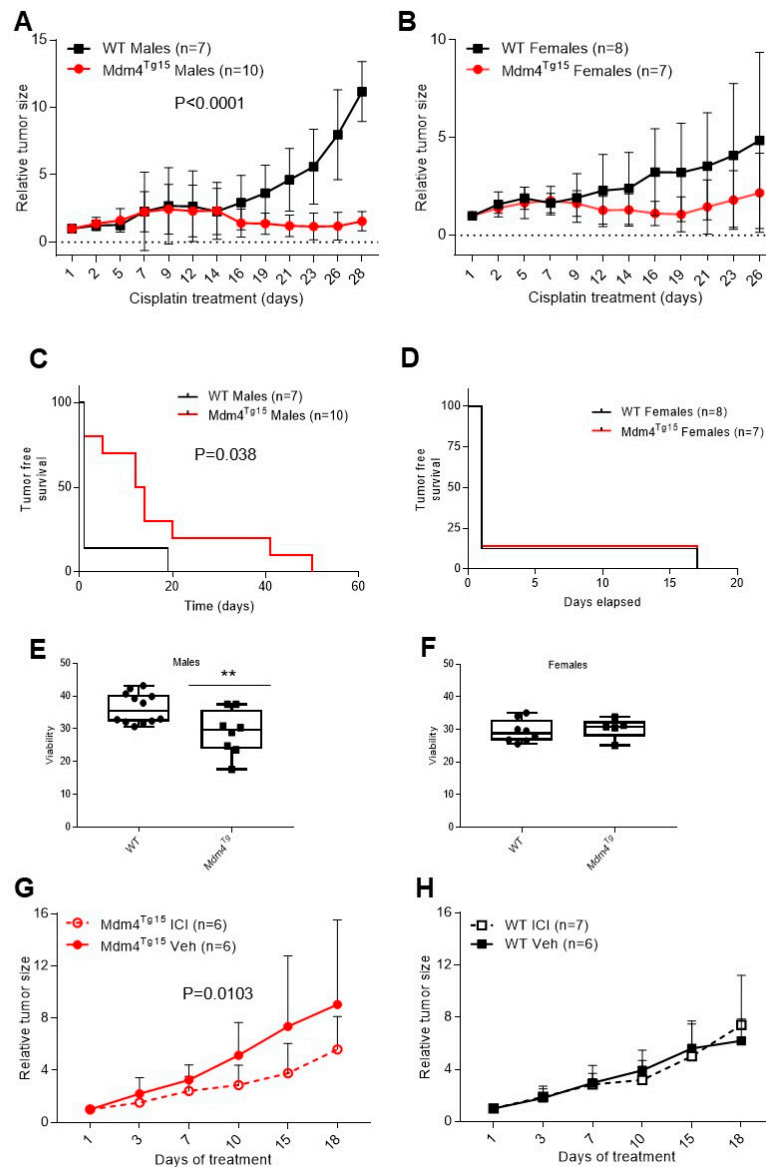 A
WT Males (n=7)
Mdm4Tg15 Males (n=10)
P<0.0001
Relative tumor size
15
10
5
0
1 2 5 7 9 12 14 16 19 21 23 26 28
Cisplatin treatment (days)
B
WT Females (n=8)
Mdm4Tg15 Females (n=7)
Relative tumor size
10
5
0
1 2 5 7 9 12 14 16 19 21 23 26
Cisplatin treatment (days)
C
WT Males (n=7)
Mdm4Tg15 Males (n=10)
P=0.038
Tumor free
survival
100
50
0
0 20 40 60
Time (days)
D
WT Females (n=8)
Mdm4Tg15 Females (n=7)
Tumor free
survival
100
75
50
25
0
0 5 10 15 20
Days elapsed
E
Males
**
Viability
50
40
30
20
10
0
WT
Mdm4Tg
F
Females
Viability
50
40
30
20
10
0
WT
Mdm4Tg
G
Mdm4Tg15 ICI (n=6)
Mdm4Tg15 Veh (n=6)
P=0.0103
Relative tumor size
16
12
8
4
0
1 3 7 10 15 18
Days of treatment
H
WT ICI (n=7)
WT Veh (n=6)
Relative tumor size
16
12
8
4
0
1 3 7 10 15 18
Days of treatment